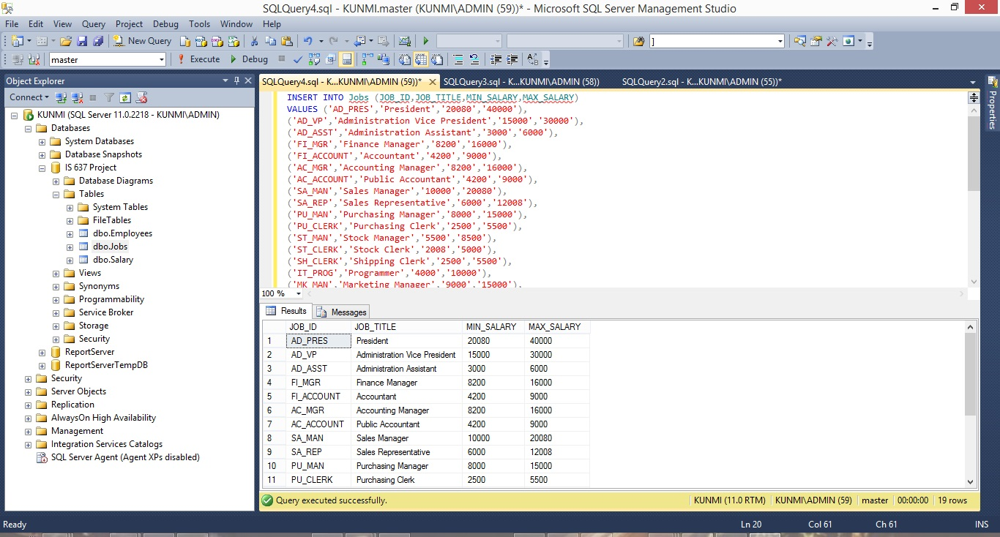 SQLQuery4.sql - KUNMI.master (KUNMI\ADMIN (59))* - Microsoft SQL Server Management Studio
File Edit View Query Project Debug Tools Window Help
New Query ]
master Execute Debug
Object Explorer
Connect
KUNMI (SQL Server 11.0.2218 - KUNMI\ADMIN)
Databases
System Databases
Database Snapshots
IS 637 Project
Database Diagrams
Tables
System Tables
FileTables
dbo.Employees
dbo.Jobs
dbo.Salary
Views
Synonyms
Programmability
Service Broker
Storage
Security
ReportServer
ReportServerTempDB
Security
Server Objects
Replication
AlwaysOn High Availability
Management
Integration Services Catalogs
SQL Server Agent (Agent XPs disabled)
SQLQuery4.sql - K...KUNMI\ADMIN (59))* SQLQuery3.sql - K...KUNMI\ADMIN (58)) SQLQuery2.sql - K...KUNMI\ADMIN (55))*
INSERT INTO Jobs (JOB_ID,JOB_TITLE,MIN_SALARY,MAX_SALARY)
VALUES ('AD_PRES','President','20080','40000'),
('AD_VP','Administration Vice President','15000','30000'),
('AD_ASST','Administration Assistant','3000','6000'),
('FI_MGR','Finance Manager','8200','16000'),
('FI_ACCOUNT','Accountant','4200','9000'),
('AC_MGR','Accounting Manager','8200','16000'),
('AC_ACCOUNT','Public Accountant','4200','9000'),
('SA_MAN','Sales Manager','10000','20080'),
('SA_REP','Sales Representative','6000','12008'),
('PU_MAN','Purchasing Manager','8000','15000'),
('PU_CLERK','Purchasing Clerk','2500','5500'),
('ST_MAN','Stock Manager','5500','8500'),
('ST_CLERK','Stock Clerk','2008','5000'),
('SH_CLERK','Shipping Clerk','2500','5500'),
('IT_PROG','Programmer','4000','10000'),
('MK_MAN','Marketing Manager','9000','15000'),
100 %
Results Messages
JOB_ID JOB_TITLE MIN_SALARY MAX_SALARY
1 AD_PRES President 20080 40000
2 AD_VP Administration Vice President 15000 30000
3 AD_ASST Administration Assistant 3000 6000
4 FI_MGR Finance Manager 8200 16000
5 FI_ACCOUNT Accountant 4200 9000
6 AC_MGR Accounting Manager 8200 16000
7 AC_ACCOUNT Public Accountant 4200 9000
8 SA_MAN Sales Manager 10000 20080
9 SA_REP Sales Representative 6000 12008
10 PU_MAN Purchasing Manager 8000 15000
11 PU_CLERK Purchasing Clerk 2500 5500
Query executed successfully. KUNMI (11.0 RTM) KUNMI\ADMIN (59) master 00:00:00 19 rows
Properties
Ready Ln 20 Col 61 Ch 61 INS